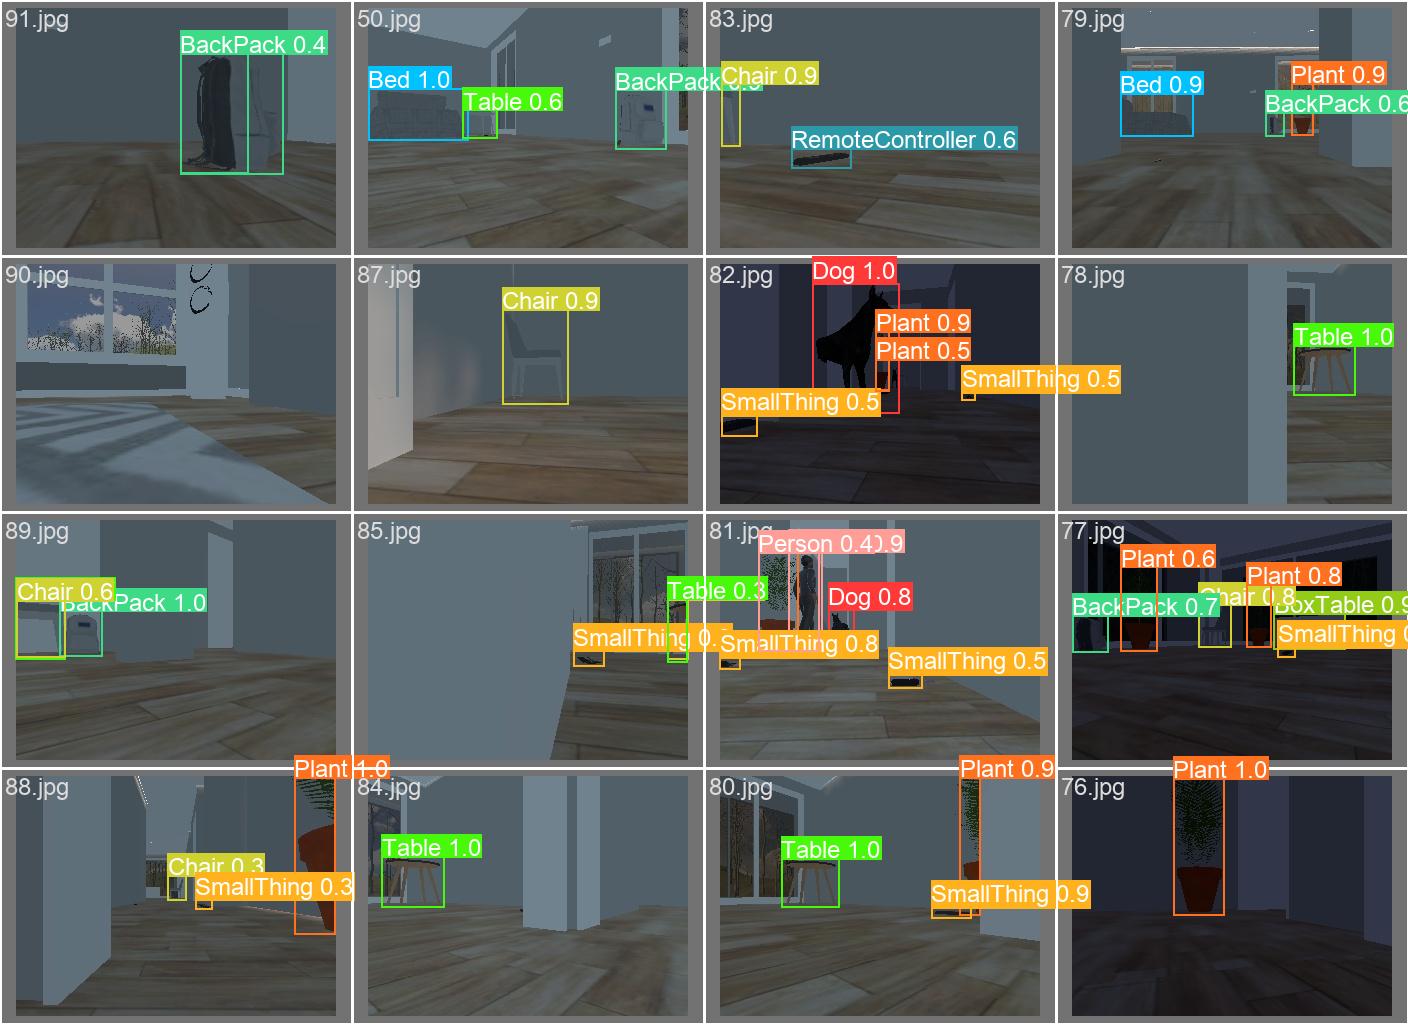 91.jpg
BackPack 0.4
50.jpg
Bed 1.0
Table 0.6
BackPack
83.jpg
Chair 0.9
RemoteController 0.6
79.jpg
Bed 0.9
Plant 0.9
BackPack 0.6
90.jpg
87.jpg
Chair 0.9
82.jpg
Dog 1.0
Plant 0.9
Plant 0.5
SmallThing 0.5
SmallThing 0.5
78.jpg
Table 1.0
89.jpg
Chair 0.6
BackPack 1.0
85.jpg
Table 0.3
SmallThing 0.
81.jpg
Person 0.4
Dog 0.8
SmallThing 0.8
SmallThing 0.5
77.jpg
Plant 0.6
Plant 0.8
BackPack 0.7
Chair 0.8
BoxTable 0.9
SmallThing
88.jpg
Plant 1.0
Chair 0.3
SmallThing 0.3
84.jpg
Table 1.0
80.jpg
Plant 0.9
Table 1.0
SmallThing 0.9
76.jpg
Plant 1.0